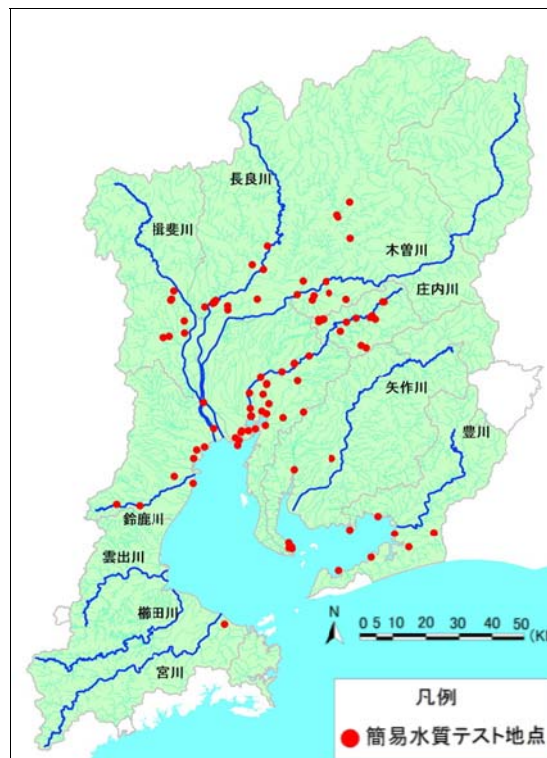 長良川
揖斐川
木曽川
庄内川
矢作川
豊川
鈴鹿川
雲出川
櫛田川
宮川
N
0 5 10 20 30 40 50
(K
凡例
簡易水質テスト地点